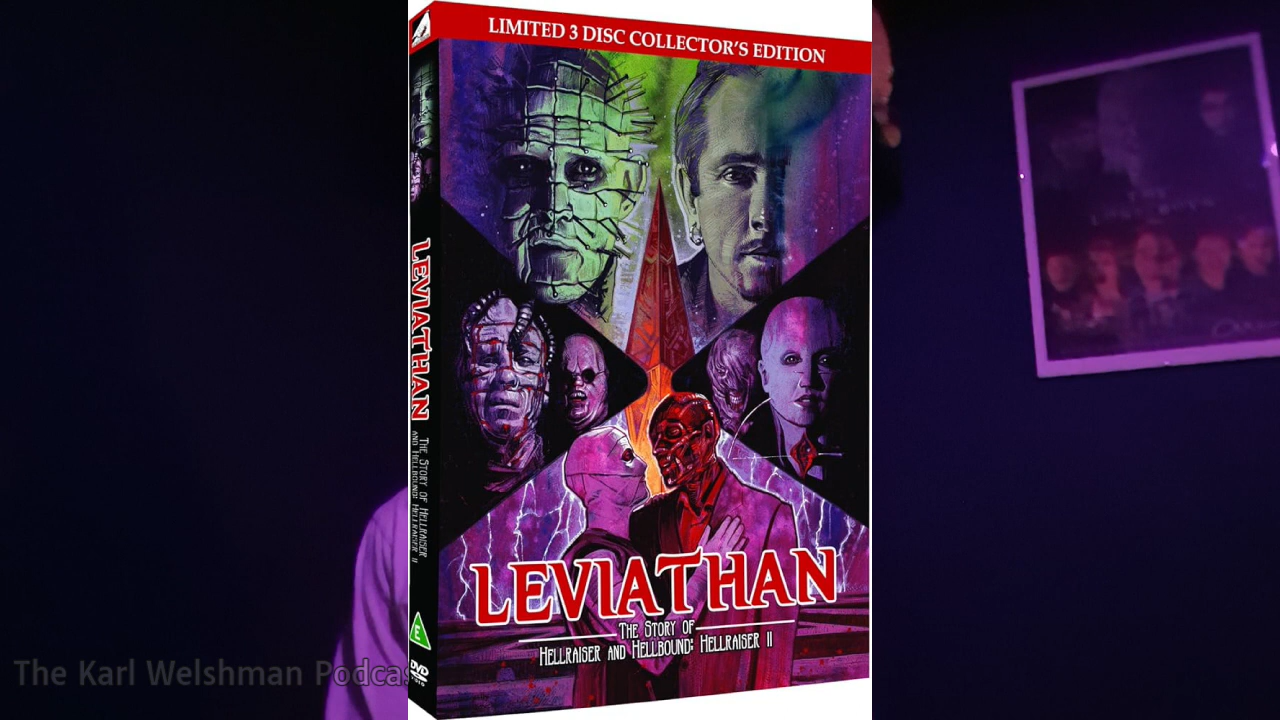 LIMITED 3 DISC COLLECTOR'S EDITION
LEVIATHAN
THE STORY OF HELLRAISER
AND HELLBOUND: HELLRAISER II
E
DVD
LEVIATHAN
THE STORY OF
HELLRAISER AND HELLBOUND: HELLRAISER II
The Karl Welshman Podcas